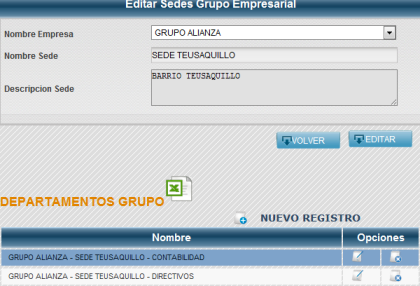 Editar Sedes Grupo Empresarial
Nombre Empresa GRUPO ALIANZA
Nombre Sede SEDE TEUSAQUILLO
BARRIO TEUSAQUILLO
Descripcion Sede
VOLVER EDITAR
DEPARTAMENTOS GRUPO
NUEVO REGISTRO
Nombre Opciones
GRUPO ALIANZA - SEDE TEUSAQUILLO - CONTABILIDAD
GRUPO ALIANZA - SEDE TEUSAQUILLO - DIRECTIVOS